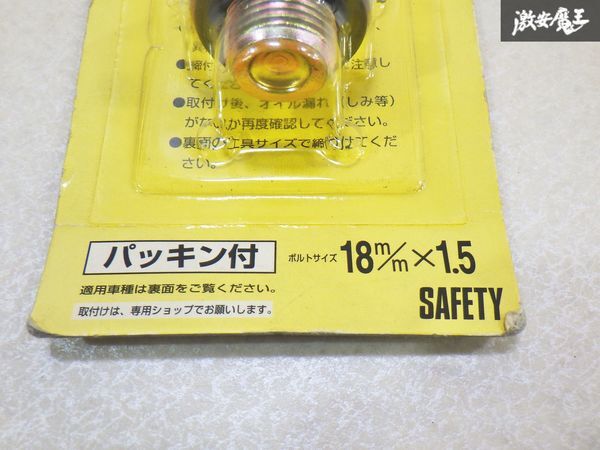 激安魔王
締付
注意し
てくだ
●取付け後、オイル漏れ(しみ等)
がないか再度確認してください。
●裏面の工具サイズで締付けてくだ
さい。
パッキン付
ボルトサイズ 18m/m×1.5
適用車種は裏面をご覧ください。
取付けは、専用ショップでお願いします。
SAFETY